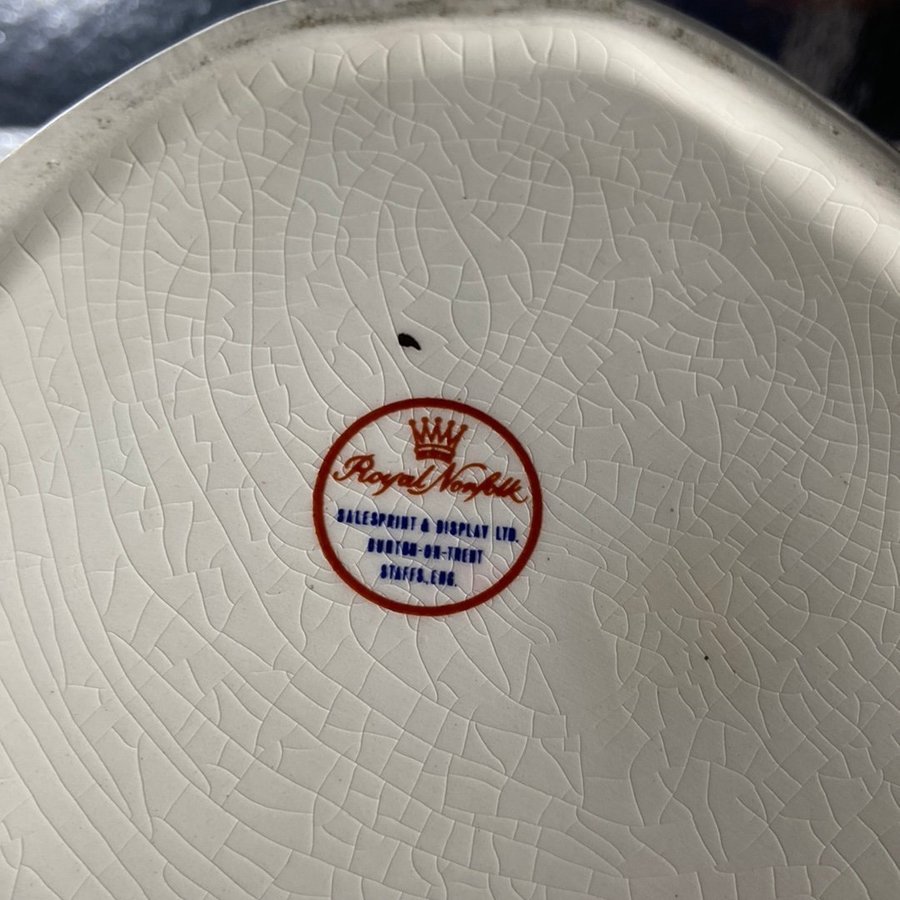 Royal Norfolk
SALESPRINT & DISPLAY LTD.
BURTON-ON-TRENT
STAFFS. ENG.